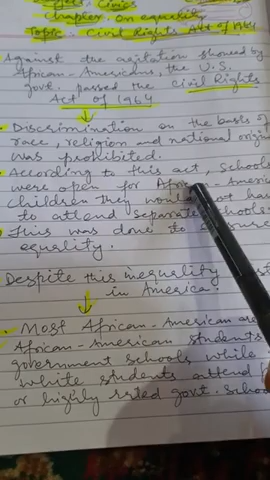 Civics
Chapter: On equality
Topic: Civil Rights Act of 1964
Against the agitation showed by
African-Americans, the U.S.
govt. passed the Civil Rights
Act of 1964
Discrimination on the basis of
race, religion and national origin
was prohibited.
According to this act, schools
were open for
children they
to attend separate schools.
This was done to
equality.
Despite this inequality
in America:
Most African-American are
African-American students
government schools while
white students attend
or highly rated govt. schools